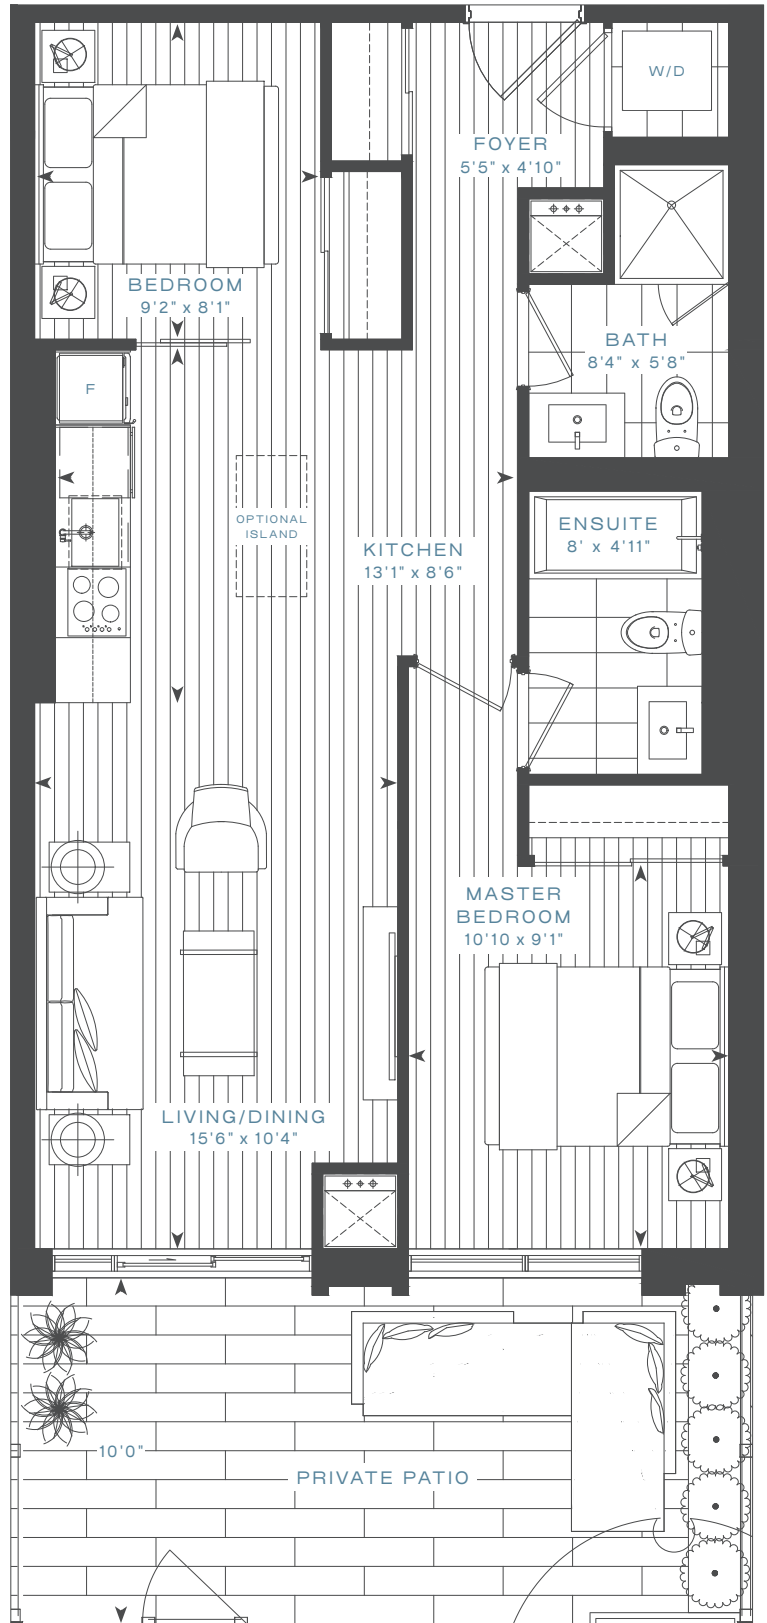 W/D
FOYER
5'5" x 4'10"
BEDROOM
9'2" x 8'1"
BATH
8'4" x 5'8"
F
OPTIONAL
ISLAND
ENSUITE
8' x 4'11"
KITCHEN
13'1" x 8'6"
MASTER
BEDROOM
10'10 x 9'1"
LIVING/DINING
15'6" x 10'4"
10'0"
PRIVATE PATIO